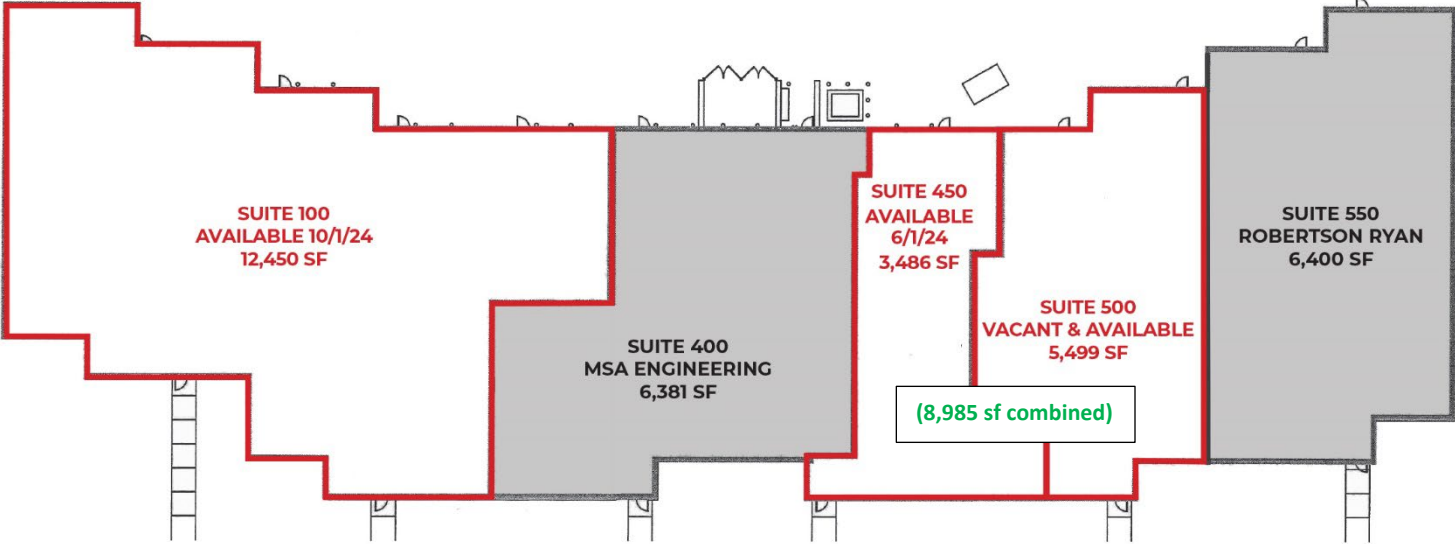 SUITE 100
AVAILABLE 10/1/24
12,450 SF
SUITE 400
MSA ENGINEERING
6,381 SF
SUITE 450
AVAILABLE
6/1/24
3,486 SF
SUITE 500
VACANT & AVAILABLE
5,499 SF
(8,985 sf combined)
SUITE 550
ROBERTSON RYAN
6,400 SF